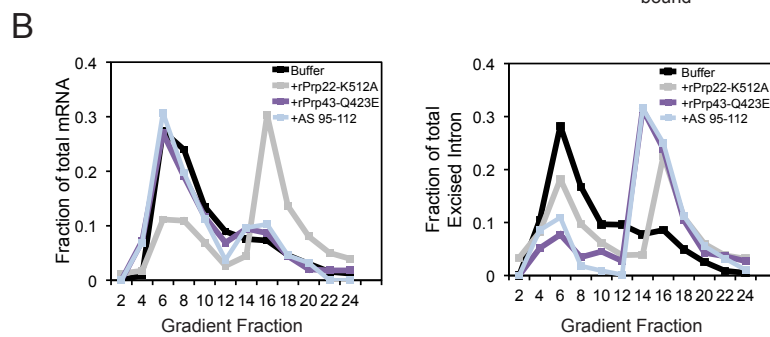 bound
B
Fraction of total mRNA
0.4
0.3
0.2
0.1
0
Buffer
+rPrp22-K512A
+rPrp43-Q423E
+AS 95-112
2 4 6 8 10 12 14 16 18 20 22 24
Gradient Fraction
Fraction of total
Excised Intron
0.4
0.3
0.2
0.1
0
Buffer
+rPrp22-K512A
+rPrp43-Q423E
+AS 95-112
2 4 6 8 10 12 14 16 18 20 22 24
Gradient Fraction